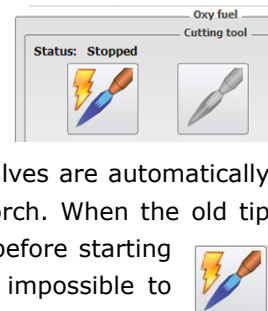 Oxy fuel
Cutting tool
Status: Stopped
lves are automatically
orch. When the old tip
before starting
impossible to